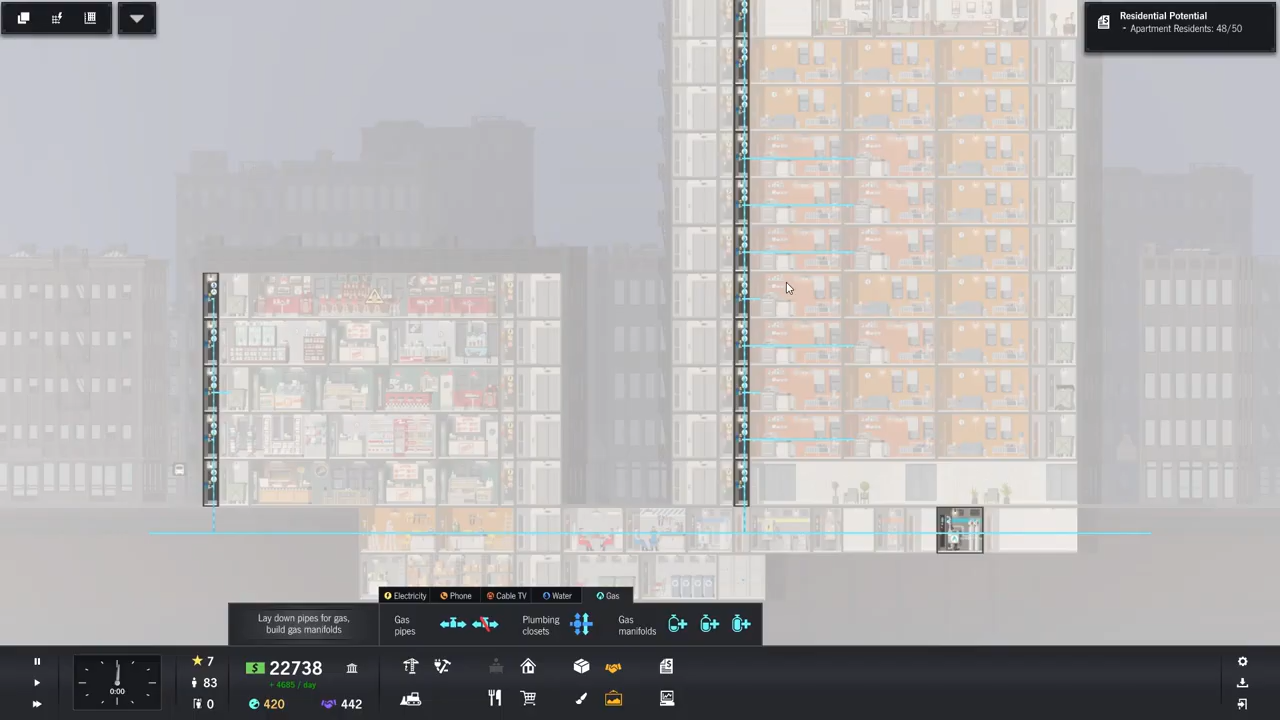 Residential Potential
- Apartment Residents: 48/50
Electricity
Phone
Cable TV
Water
Gas
Lay down pipes for gas,
build gas manifolds
Gas
pipes
Plumbing
closets
Gas
manifolds
0:00
7
83
0
$ 22738
+ 4685 / day
420
442